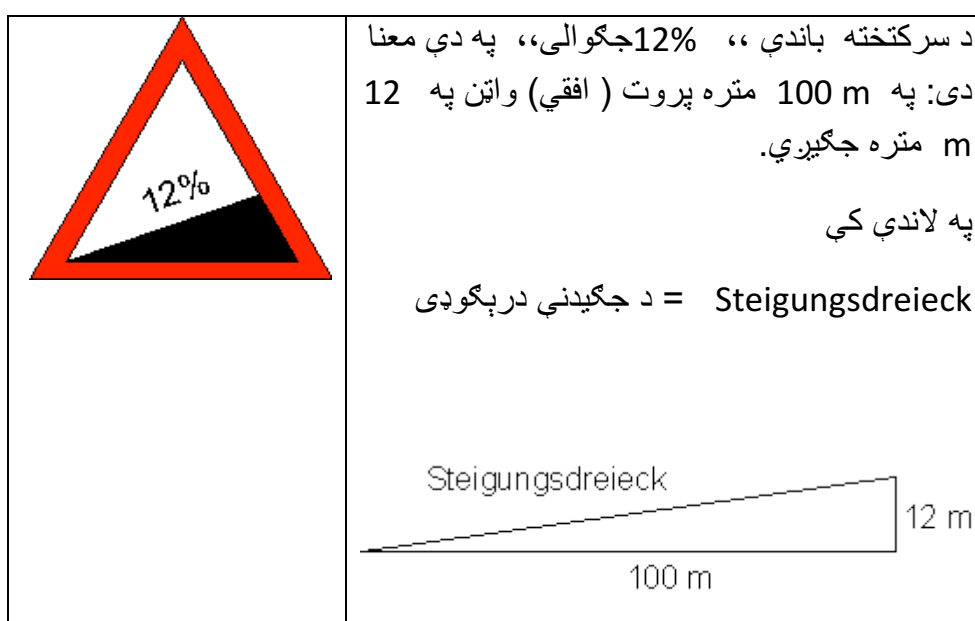 12%
د سرکتخته باندې ،، 12%جګوالی،، په دې معنا
دی: په 100 m متره پروت ( افقي) واټن په 12
m متره جګیږي.
په لاندې کې
Steigungsdreieck = د جګیدنې درېګوډی
Steigungsdreieck
12 m
100 m